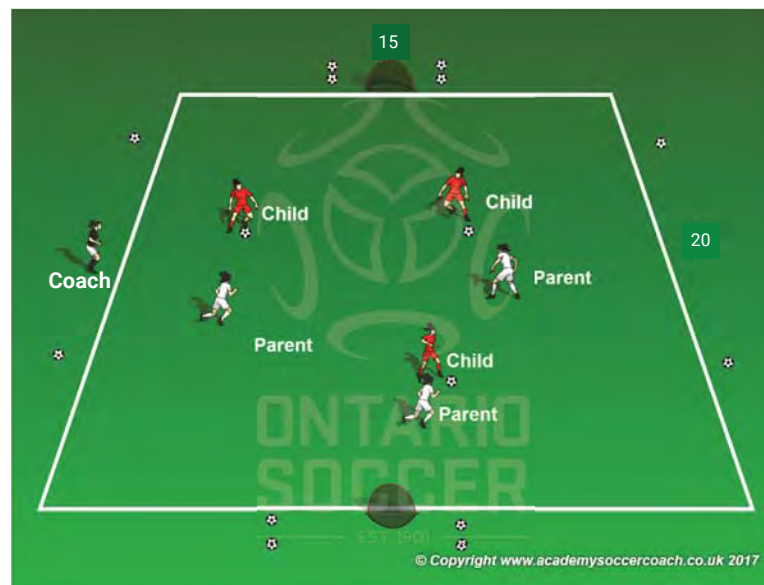 15
Child
Child
20
Coach
Parent
Parent
Child
Parent
ONTARIO
SOCCER
EST. 1901
© Copyright www.academysoccercoach.co.uk 2017